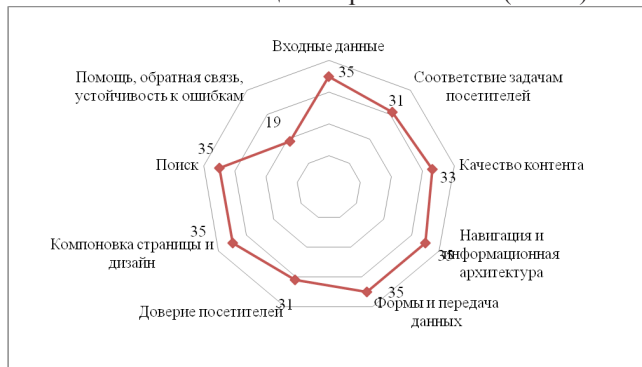 Входные данные
35
Соответствие задачам
посетителей
31
Качество контента
33
Навигация и
информационная
архитектура
35
Формы и передача
данных
35
Доверие посетителей
31
Компоновка страницы и
дизайн
35
Поиск
35
Помощь, обратная связь,
устойчивость к ошибкам
19